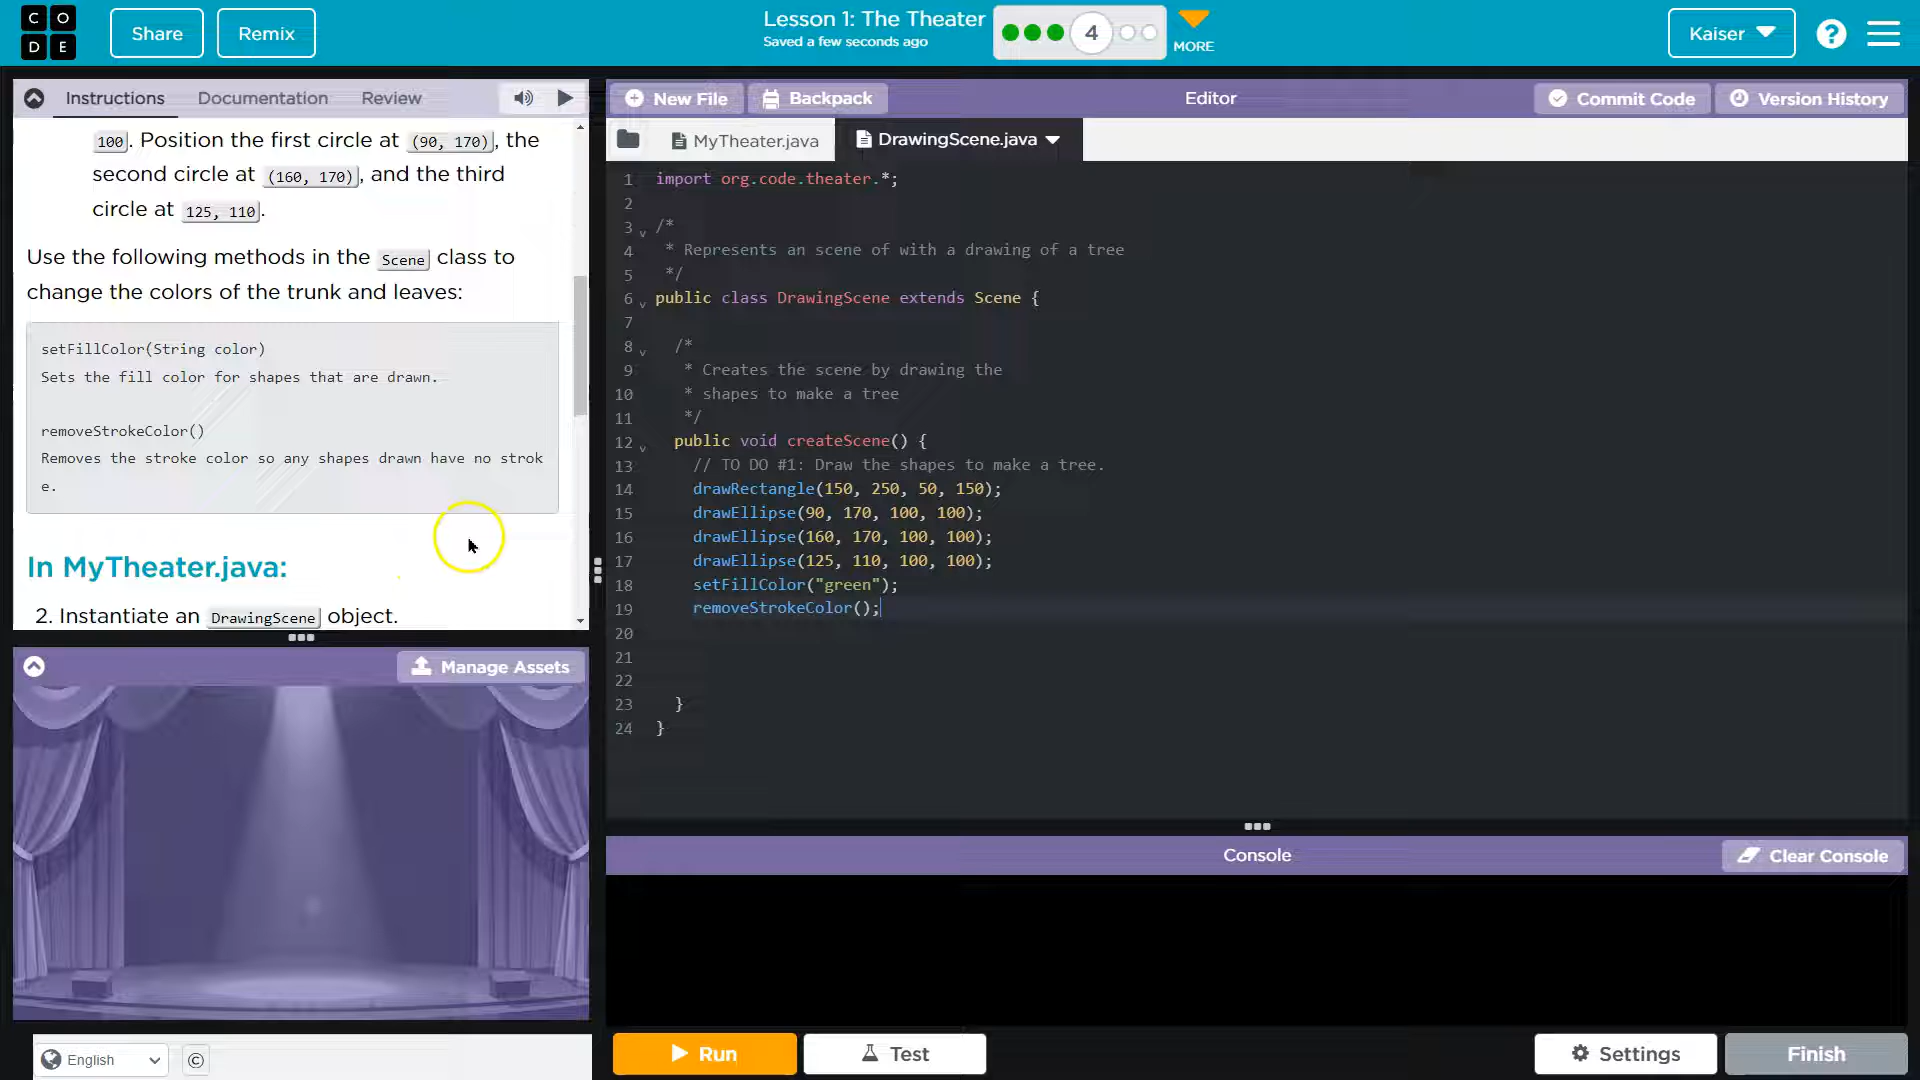 CODE
Share
Remix
Lesson 1: The Theater
Saved a few seconds ago
4
MORE
Kaiser
?
Instructions
Documentation
Review
New File
Backpack
Editor
Commit Code
Version History
MyTheater.java
DrawingScene.java
100. Position the first circle at (90, 170), the
second circle at (160, 170), and the third
circle at 125, 110.
Use the following methods in the Scene class to
change the colors of the trunk and leaves:
setFillColor(String color)
Sets the fill color for shapes that are drawn.
removeStrokeColor()
Removes the stroke color so any shapes drawn have no strok
e.
In MyTheater.java:
2. Instantiate an DrawingScene object.
Manage Assets
1 import org.code.theater.*;
2
3 /*
4 * Represents an scene of with a drawing of a tree
5 */
6 public class DrawingScene extends Scene {
7
8 /*
9 * Creates the scene by drawing the
10 * shapes to make a tree
11 */
12 public void createScene() {
13 // TO DO #1: Draw the shapes to make a tree.
14 drawRectangle(150, 250, 50, 150);
15 drawEllipse(90, 170, 100, 100);
16 drawEllipse(160, 170, 100, 100);
17 drawEllipse(125, 110, 100, 100);
18 setFillColor("green");
19 removeStrokeColor();
20
21
22
23 }
24 }
Console
Clear Console
English
©
Run
Test
Settings
Finish